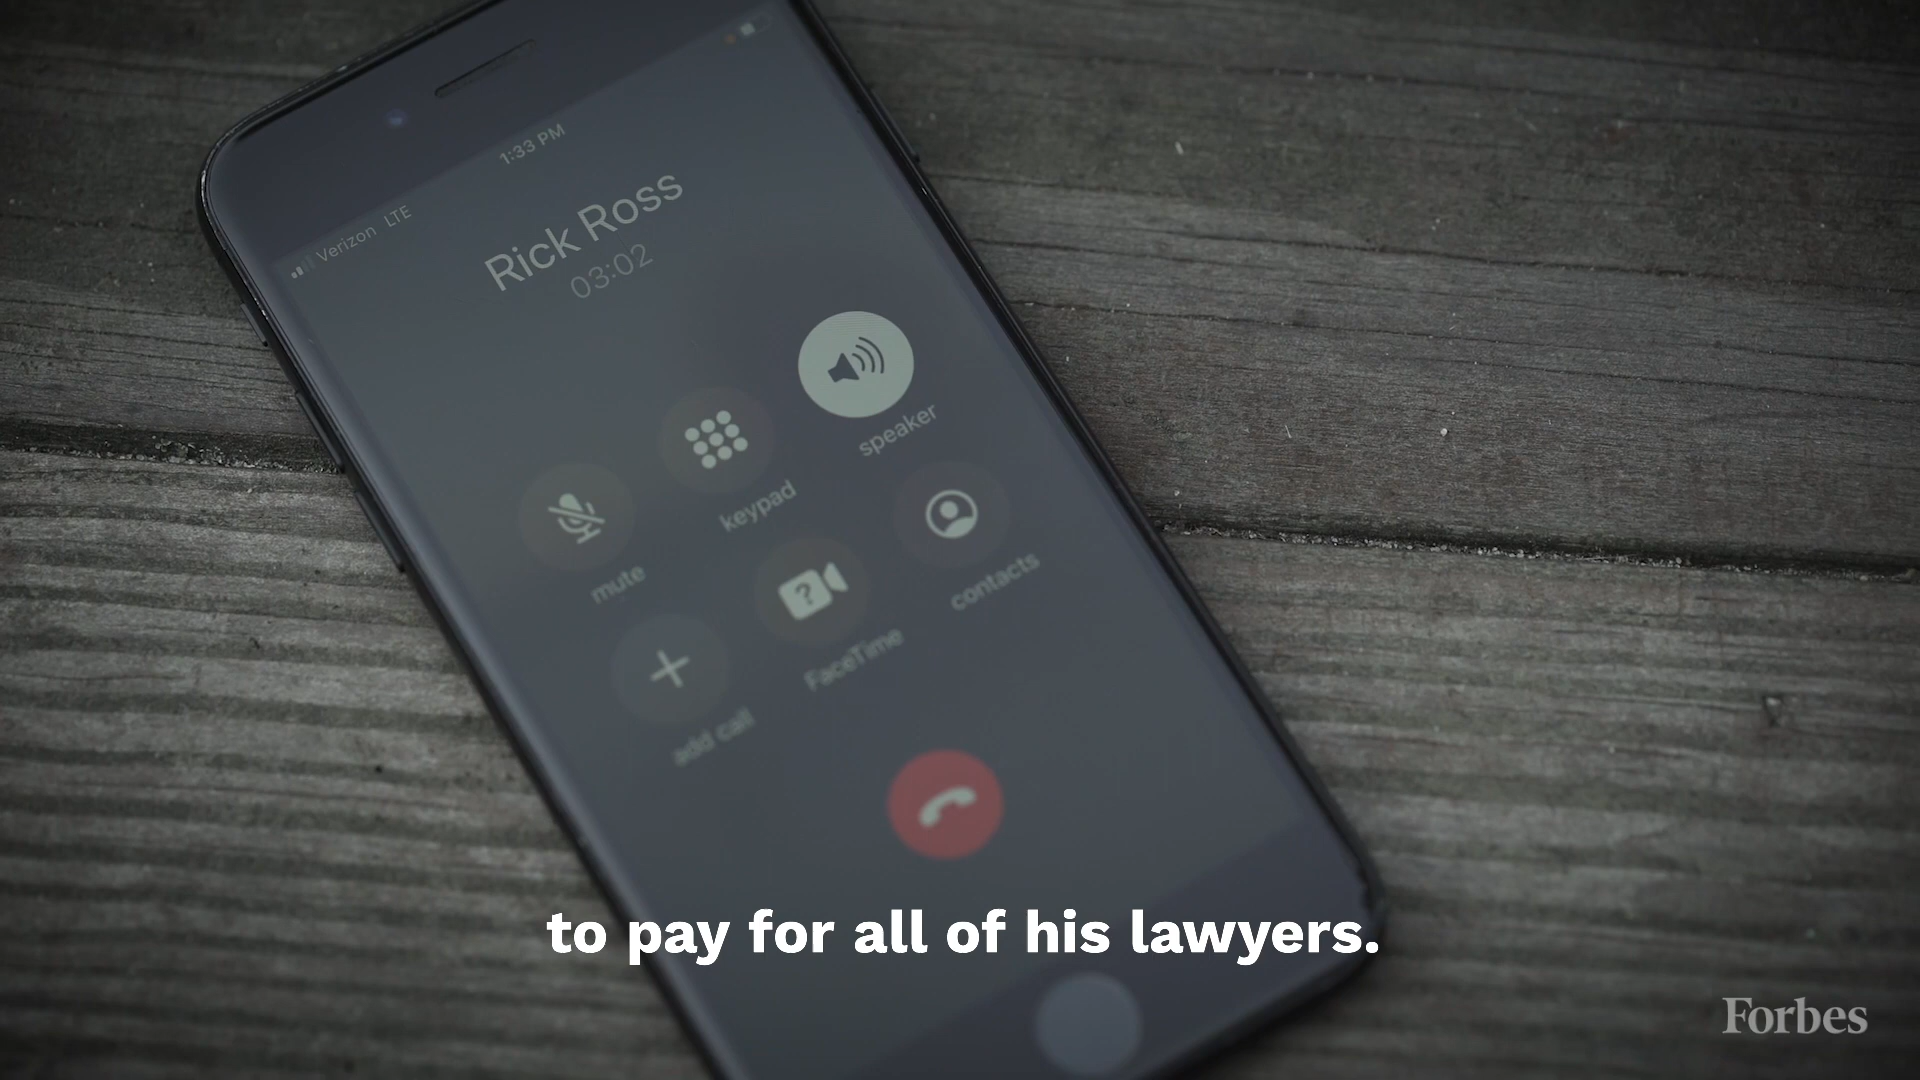 1:33 PM
Verizon LTE
Rick Ross
03:02
speaker
keypad
mute
contacts
FaceTime
add call
to pay for all of his lawyers.
Forbes